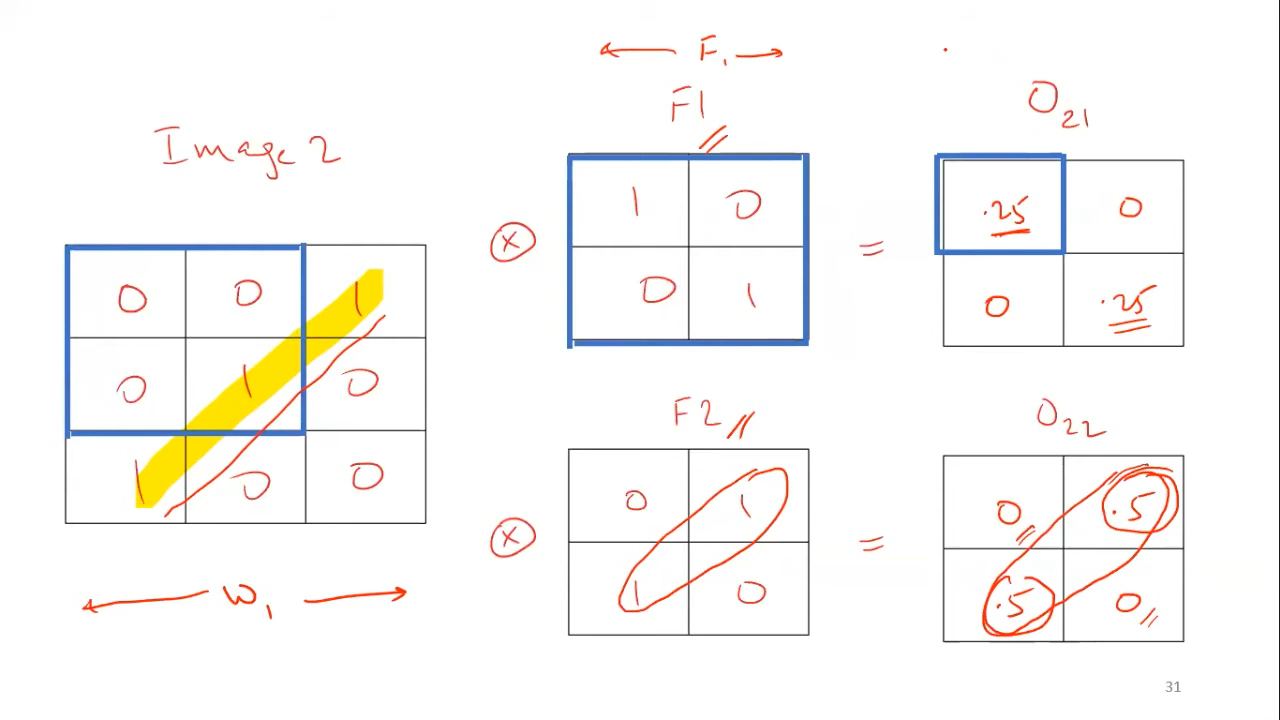 F₁
F1
O₂₁
Image 2
1 0
0 1
⊗
=
.25 0
0 .25
0 0 1
0 1 0
1 0 0
F2
O₂₂
0 1
1 0
⊗
=
0 .5
.5 0
W₁
31